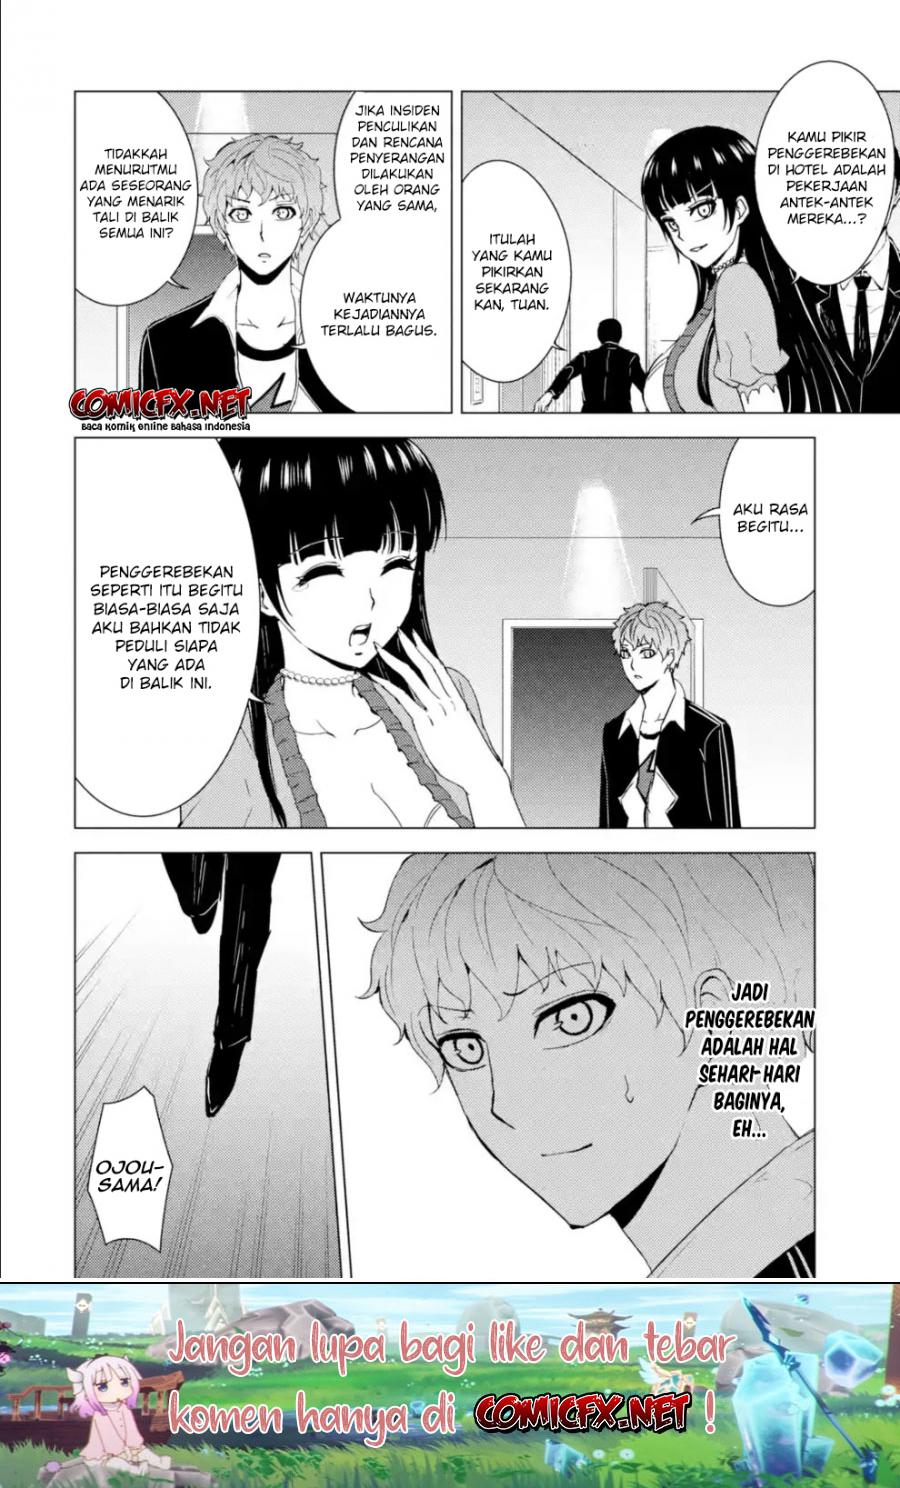 KAMU PIKIR
PENGGEREBEKAN
DI HOTEL ADALAH
PEKERJAAN
ANTEK-ANTEK
MEREKA...?
ITULAH
YANG KAMU
PIKIRKAN
SEKARANG
KAN, TUAN.
JIKA INSIDEN
PENCULIKAN
DAN RENCANA
PENYERANGAN
DILAKUKAN
OLEH ORANG
YANG SAMA,
WAKTUNYA
KEJADIANNYA
TERLALU BAGUS.
TIDAKKAH
MENURUTMU
ADA SESEORANG
YANG MENARIK
TALI DI BALIK
SEMUA INI?
COMICFX.NET
Baca Komik Online Bahasa Indonesia
AKU RASA
BEGITU...
PENGGEREBEKAN
SEPERTI ITU BEGITU
BIASA-BIASA SAJA
AKU BAHKAN TIDAK
PEDULI SIAPA
YANG ADA
DI BALIK INI.
JADI
PENGGEREBEKAN
ADALAH HAL
SEHARI-HARI
BAGINYA,
EH...
OJOU-
SAMA!
Jangan lupa bagi like dan tebar
komen hanya di COMICFX.NET !